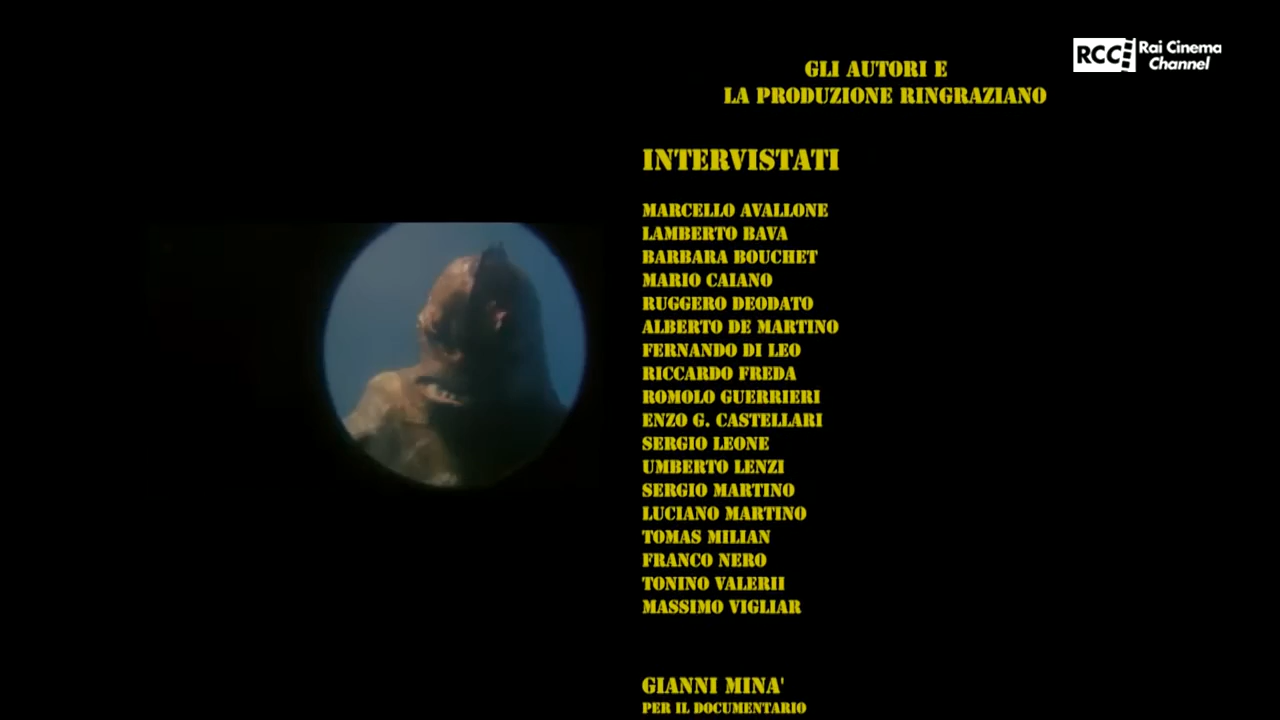 RCC Rai Cinema
Channel
GLI AUTORI E
LA PRODUZIONE RINGRAZIANO
INTERVISTATI
MARCELLO AVALLONE
LAMBERTO BAVA
BARBARA BOUCHET
MARIO CAIANO
RUGGERO DEODATO
ALBERTO DE MARTINO
FERNANDO DI LEO
RICCARDO FREDA
ROMOLO GUERRIERI
ENZO G. CASTELLARI
SERGIO LEONE
UMBERTO LENZI
SERGIO MARTINO
LUCIANO MARTINO
TOMAS MILIAN
FRANCO NERO
TONINO VALERII
MASSIMO VIGLIAR
GIANNI MINA'
PER IL DOCUMENTARIO